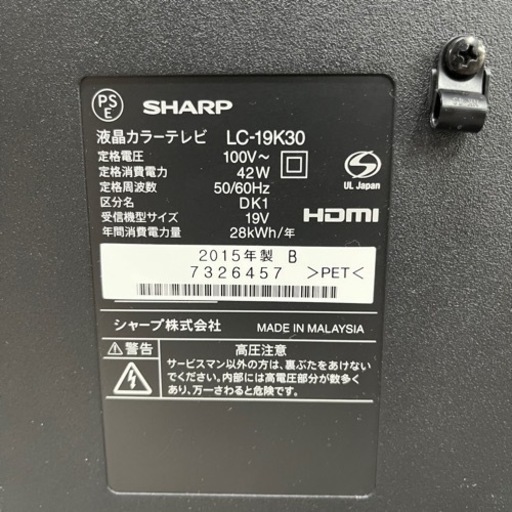 PS
E
SHARP
液晶カラーテレビ LC-19K30
定格電圧 100V～
定格消費電力 42W
定格周波数 50/60Hz
区分名 DK1
受信機型サイズ 19V
年間消費電力量 28kWh/年
UL Japan
HDMI
2015年製 B
7326457 >PET<
シャープ株式会社 MADE IN MALAYSIA
警告 高圧注意
サービスマン以外の方は、裏ぶたをあけない
でください。内部には高電圧部分が数多く
あり、万一さわると危険です。